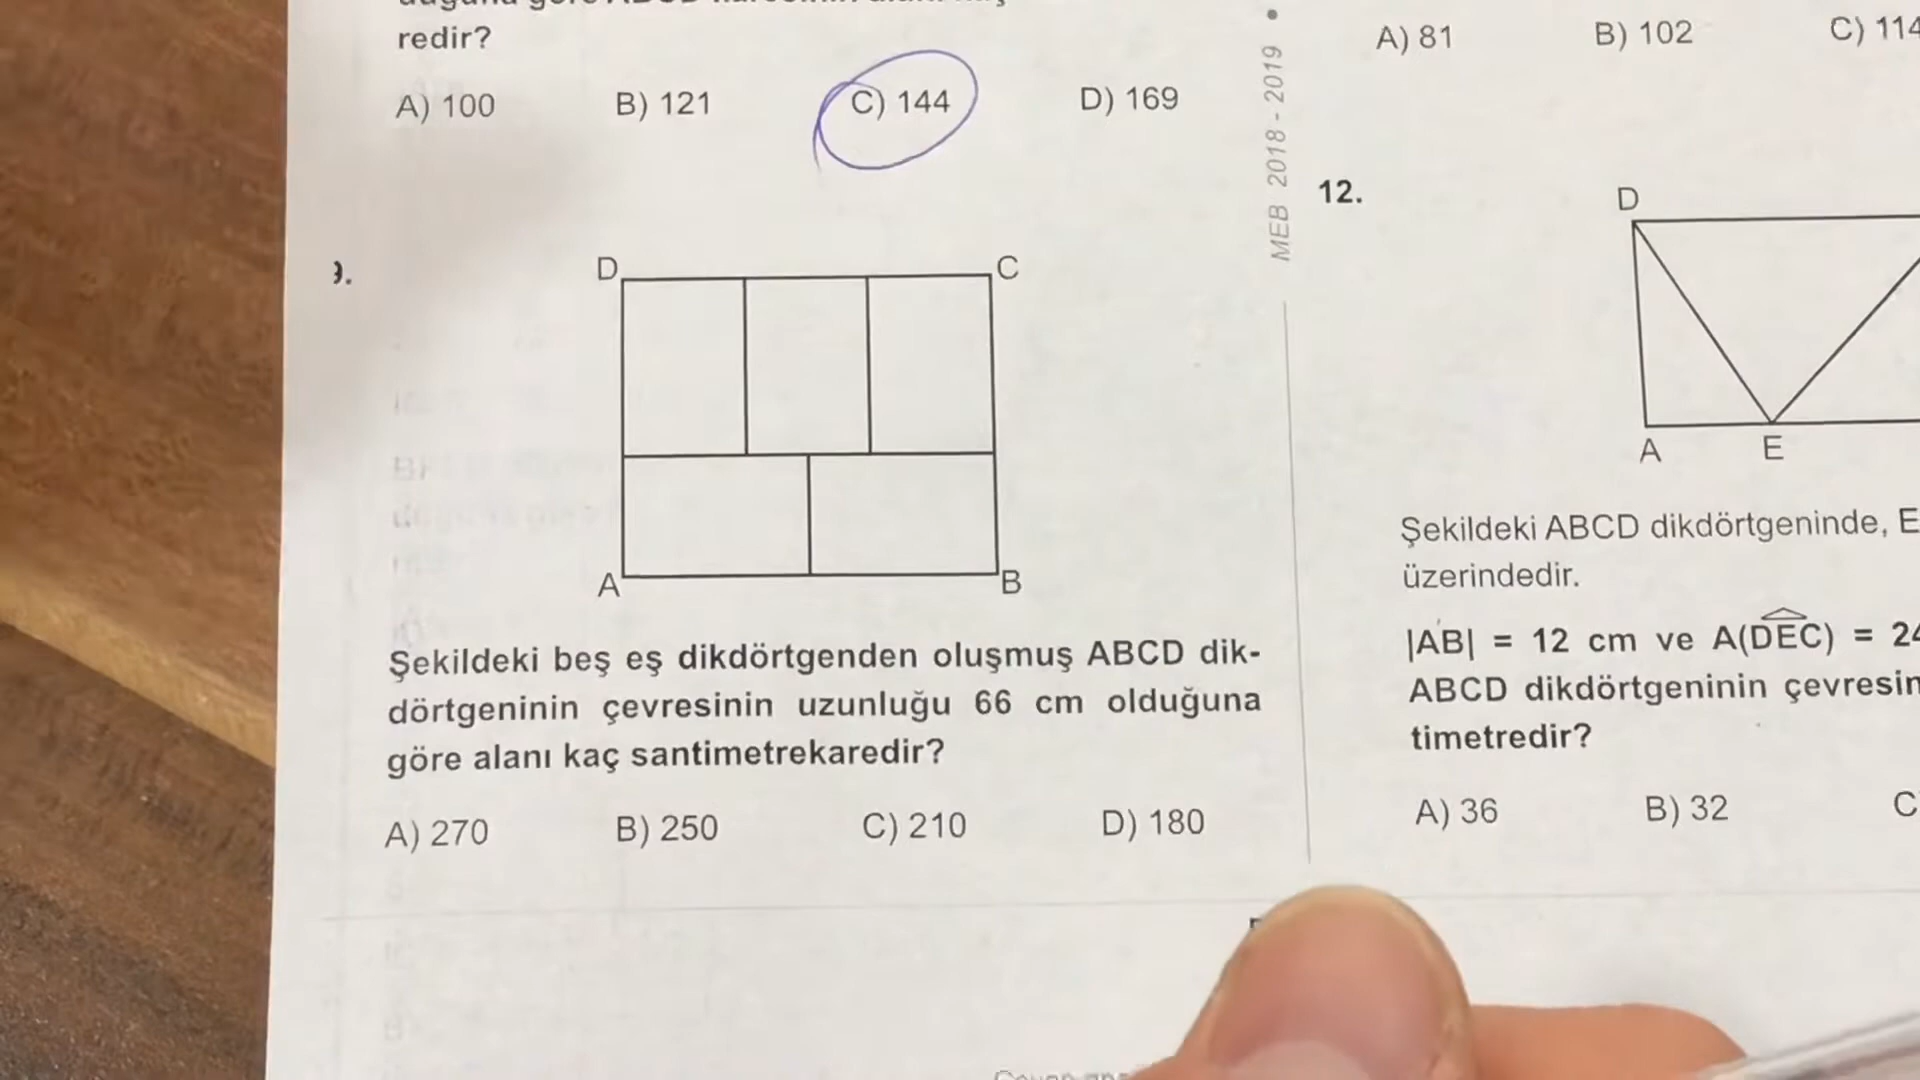 redir?
A) 100 B) 121 C) 144 D) 169
D C
A B
Şekildeki beş eş dikdörtgenden oluşmuş ABCD dik-
dörtgeninin çevresinin uzunluğu 66 cm olduğuna
göre alanı kaç santimetrekaredir?
A) 270 B) 250 C) 210 D) 180
MEB 2018 - 2019 •
A) 81 B) 102 C) 114
12.
D
A E
Şekildeki ABCD dikdörtgeninde, E
üzerindedir.
|AB| = 12 cm ve A(DEC) = 24
ABCD dikdörtgeninin çevresin
timetredir?
A) 36 B) 32 C